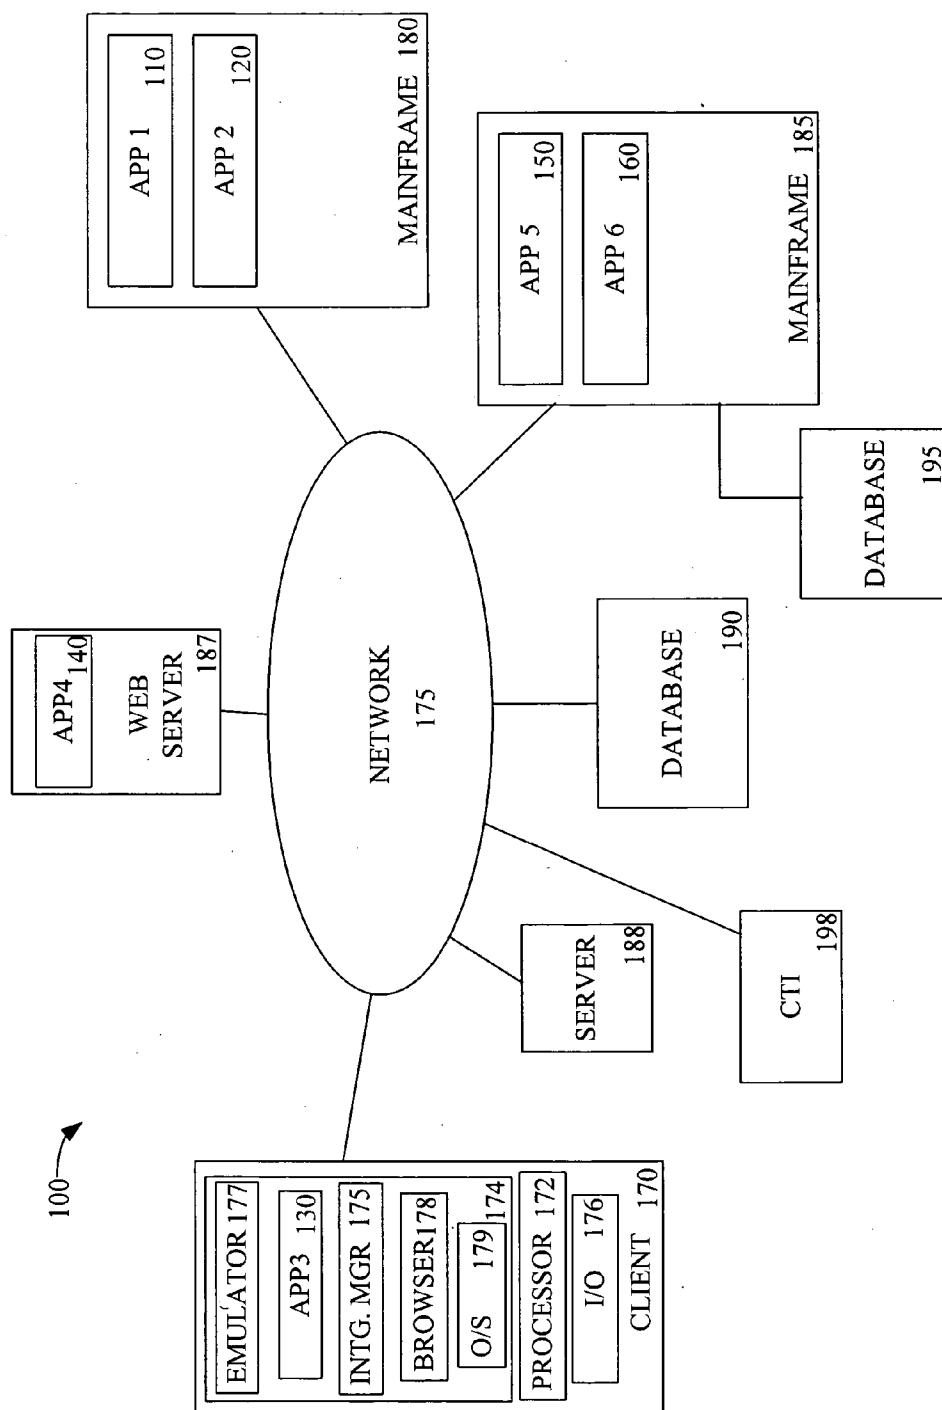 100
EMULATOR 177
APP3 130
INTG. MGR 175
BROWSER 178
O/S 179
174
PROCESSOR 172
I/O 176
CLIENT 170
SERVER
188
CTI
198
NETWORK
175
APP4
140
WEB
SERVER
187
DATABASE
190
APP 1
110
APP 2
120
MAINFRAME 180
APP 5
150
APP 6
160
MAINFRAME 185
DATABASE
195